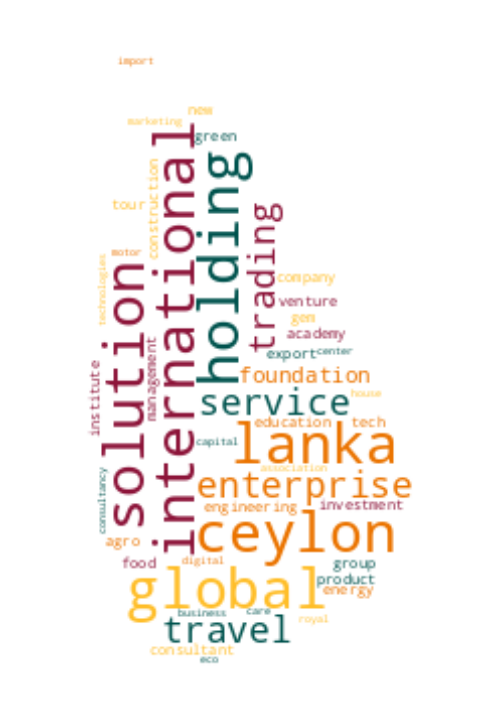 import
new
marketing
green
international
holding
construction
tour
trading
motor
technologies
solution
company
venture
gem
academy
management
export
center
institute
foundation
house
service
education
tech
lanka
capital
association
consultancy
enterprise
engineering
investment
ceylon
agro
food
digital
group
global
product
energy
business
care
travel
royal
consultant
eco